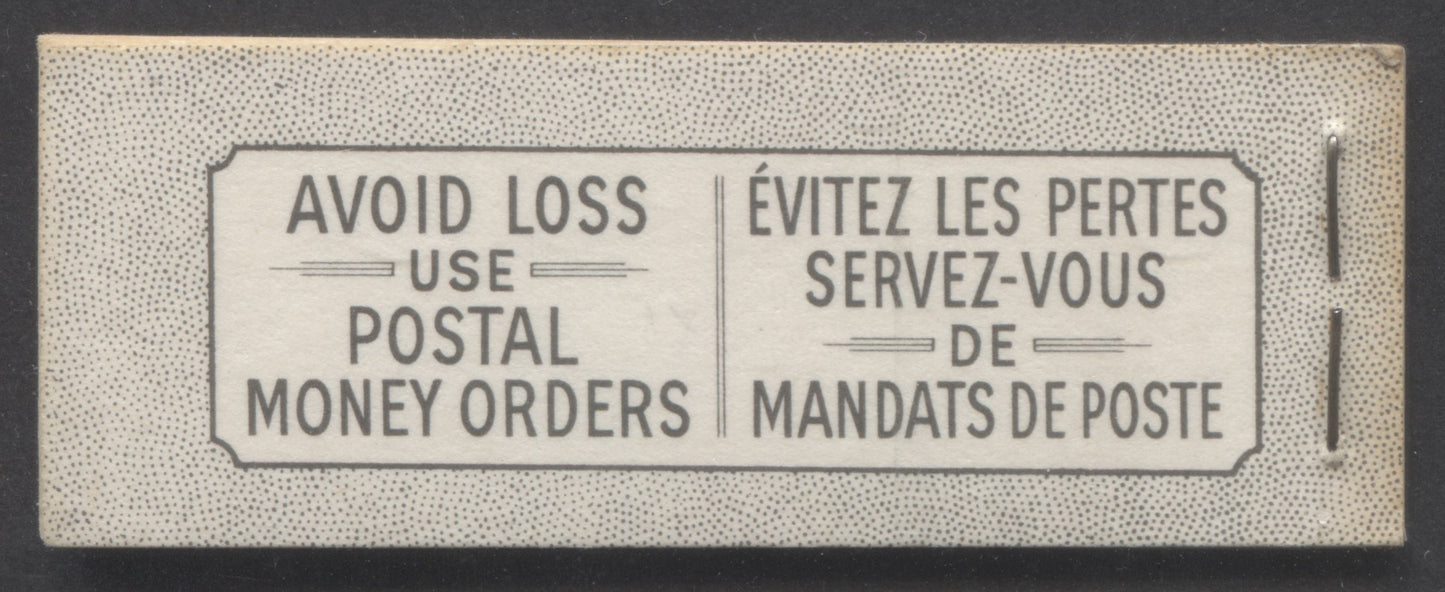 AVOID LOSS
USE
POSTAL
MONEY ORDERS
ÉVITEZ LES PERTES
SERVEZ-VOUS
DE
MANDATS DE POSTE